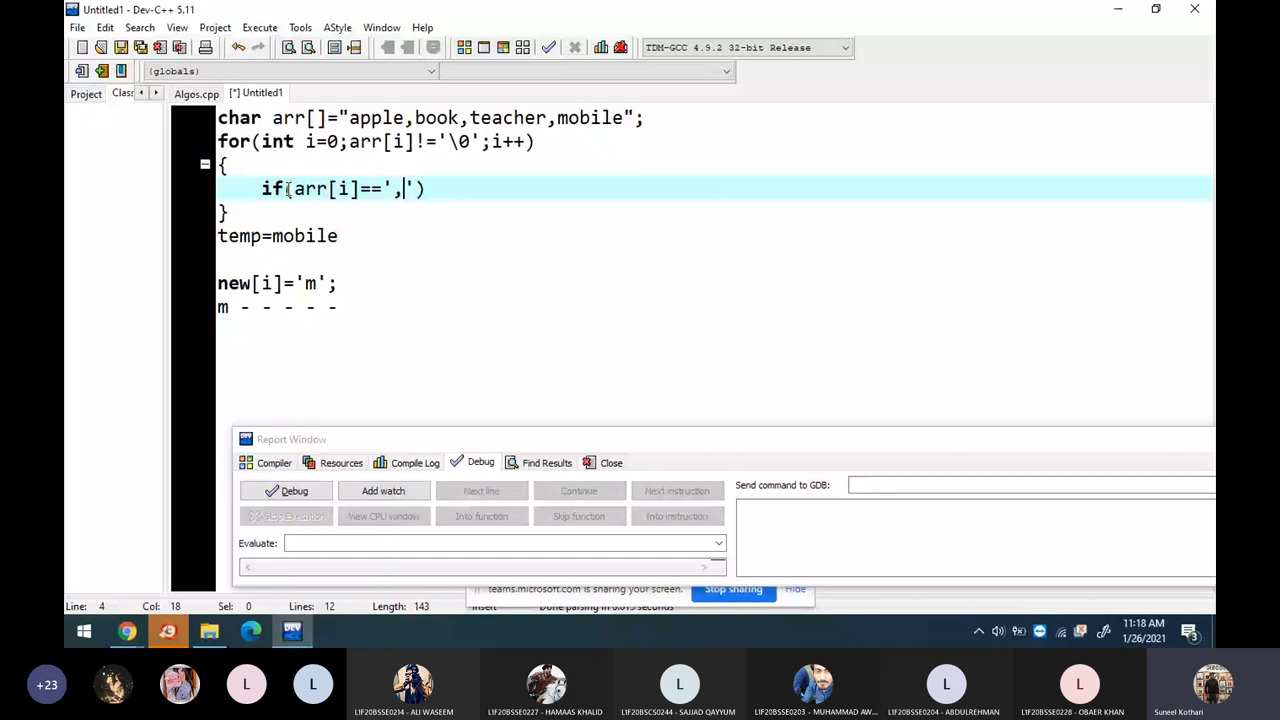 Untitled1 - Dev-C++ 5.11
File Edit Search View Project Execute Tools AStyle Window Help
TDM-GCC 4.9.2 32-bit Release
(globals)
Project Class Algos.cpp [*] Untitled1
char arr[]="apple,book,teacher,mobile";
for(int i=0;arr[i]!='\0';i++)
{
if(arr[i]==',')
}
temp=mobile
new[i]='m';
m - - - - -
Report Window
Compiler Resources Compile Log Debug Find Results Close
Debug Add watch Next line Continue Next instruction Send command to GDB:
Stop Execution View CPU window Into function Skip function Into instruction
Evaluate:
teams.microsoft.com is sharing your screen. Stop sharing Hide
Line: 4 Col: 18 Sel: 0 Lines: 12 Length: 143 Insert Done parsing in 0.015 seconds
DEV
11:18 AM
1/26/2021
3
+23 L L L L L
L1F20BSSE0214 - ALI WASEEM L1F20BSSE0227 - HAMAAS KHALID L1F20BSCS0244 - SAJJAD QAYYUM L1F20BSSE0203 - MUHAMMAD AW... L1F20BSSE0204 - ABDULREHMAN L1F20BSSE0228 - OBAER KHAN Suneel Kothari